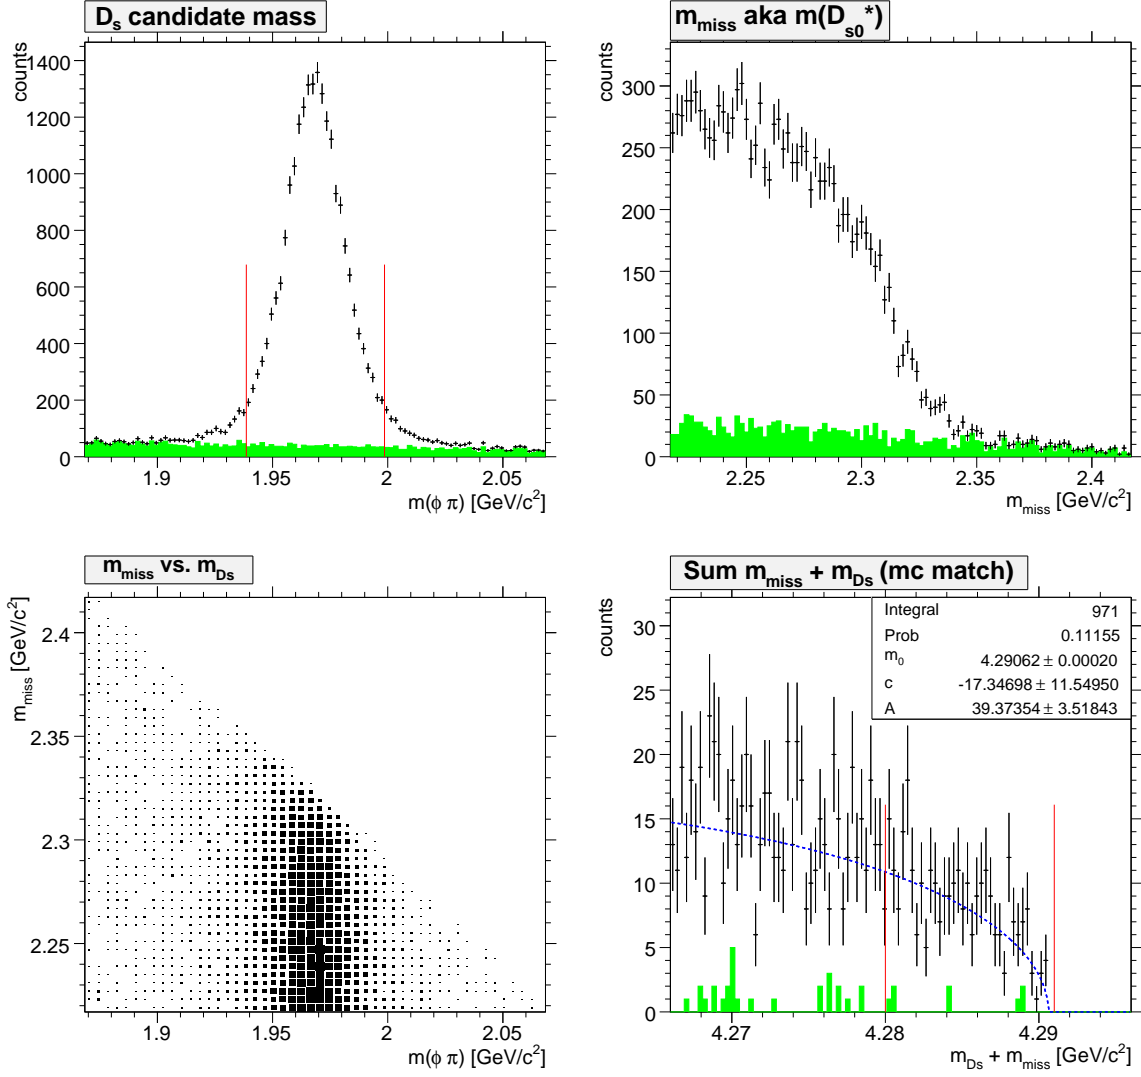 D_s candidate mass
counts
1400
1200
1000
800
600
400
200
0
1.9
1.95
2
2.05
m(ϕ π) [GeV/c²]
m_miss aka m(D_s0^*)
counts
300
250
200
150
100
50
0
2.25
2.3
2.35
2.4
m_miss [GeV/c²]
m_miss vs. m_Ds
m_miss [GeV/c²]
2.4
2.35
2.3
2.25
1.9
1.95
2
2.05
m(ϕ π) [GeV/c²]
Sum m_miss + m_Ds (mc match)
counts
Integral 971
Prob 0.11155
m_0 4.29062 ± 0.00020
c -17.34698 ± 11.54950
A 39.37354 ± 3.51843
30
25
20
15
10
5
0
4.27
4.28
4.29
m_Ds + m_miss [GeV/c²]